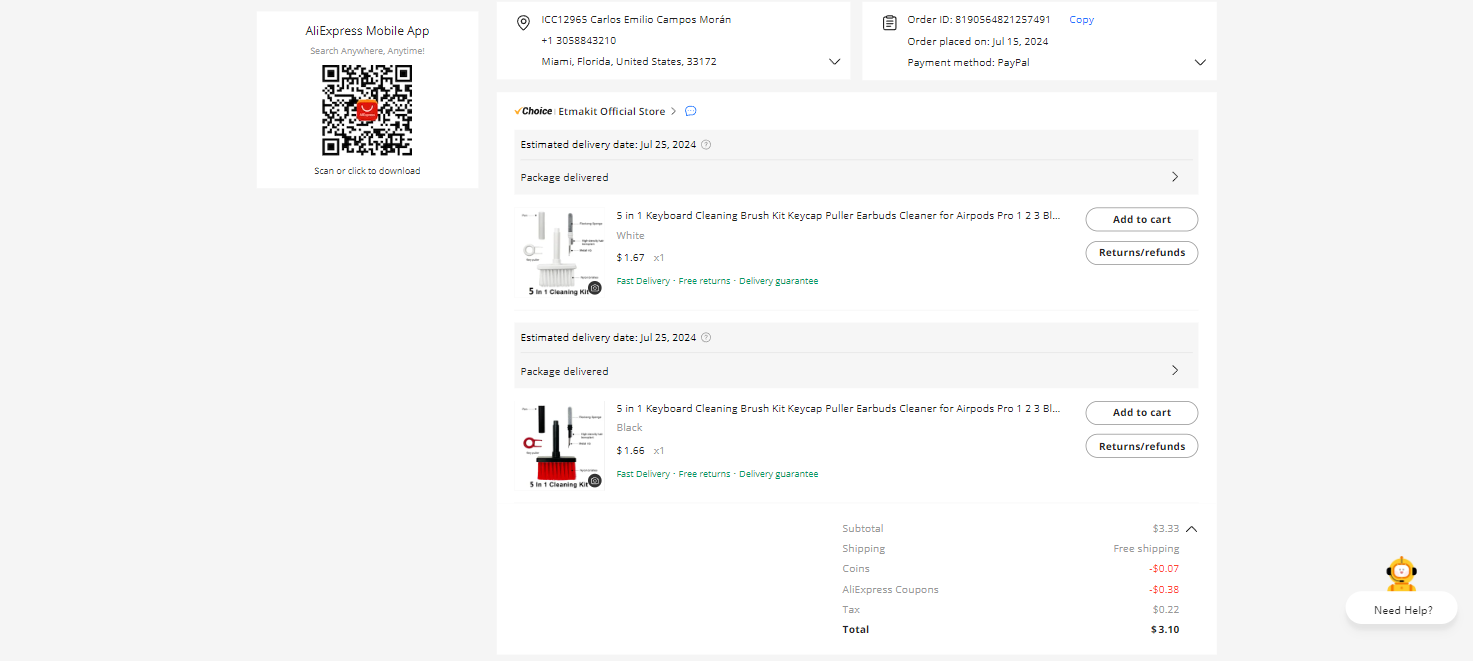 AliExpress Mobile App
Search Anywhere, Anytime!
Scan or click to download
ICC12965 Carlos Emilio Campos Morán
+1 3058843210
Miami, Florida, United States, 33172
Order ID: 8190564821257491 Copy
Order placed on: Jul 15, 2024
Payment method: PayPal
Choice Etmakit Official Store
Estimated delivery date: Jul 25, 2024
Package delivered
5 in 1 Keyboard Cleaning Brush Kit Keycap Puller Earbuds Cleaner for Airpods Pro 1 2 3 Bl...
White
$1.67 x1
Fast Delivery · Free returns · Delivery guarantee
Add to cart
Returns/refunds
5 In 1 Cleaning Kit
Estimated delivery date: Jul 25, 2024
Package delivered
5 in 1 Keyboard Cleaning Brush Kit Keycap Puller Earbuds Cleaner for Airpods Pro 1 2 3 Bl...
Black
$1.66 x1
Fast Delivery · Free returns · Delivery guarantee
Add to cart
Returns/refunds
5 In 1 Cleaning Kit
Subtotal $3.33
Shipping Free shipping
Coins -$0.07
AliExpress Coupons -$0.38
Tax $0.22
Total $3.10
Need Help?